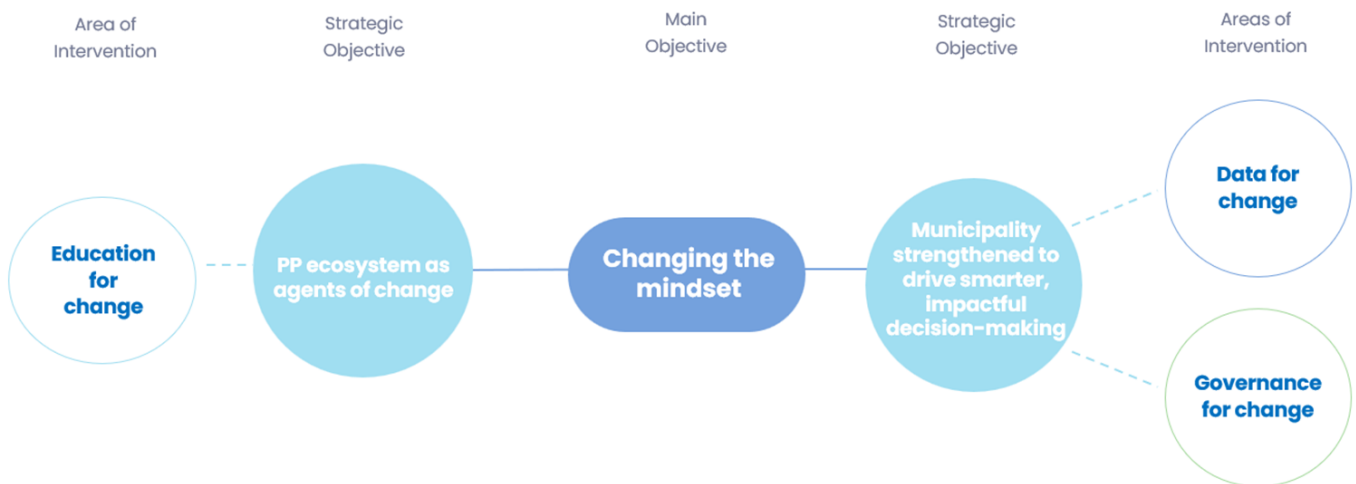 Area of
Intervention
Strategic
Objective
Main
Objective
Strategic
Objective
Areas of
Intervention
Education
for
change
PP ecosystem as
agents of change
Changing the
mindset
Municipality
strengthened to
drive smarter,
impactful
decision-making
Data for
change
Governance
for change